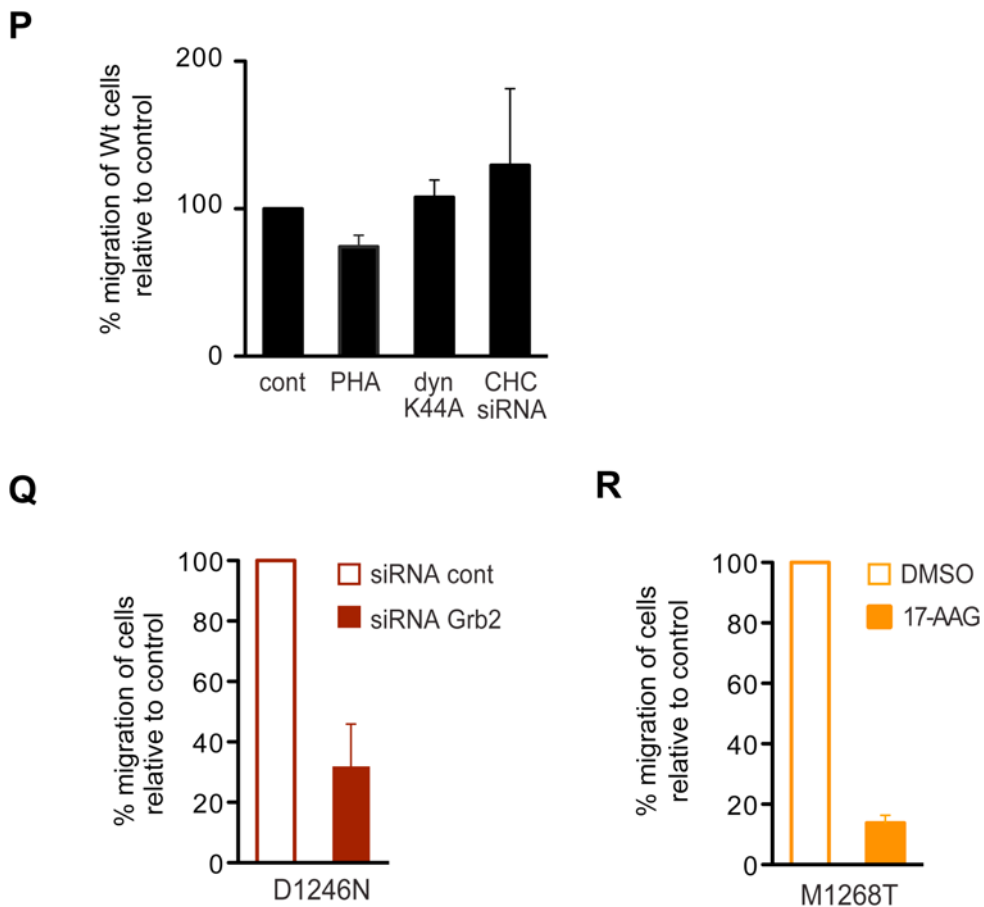 P
% migration of Wt cells
relative to control
200
100
0
cont
PHA
dyn
K44A
CHC
siRNA
Q
% migration of cells
relative to control
100
80
60
40
20
0
siRNA cont
siRNA Grb2
D1246N
R
% migration of cells
relative to control
100
80
60
40
20
0
DMSO
17-AAG
M1268T